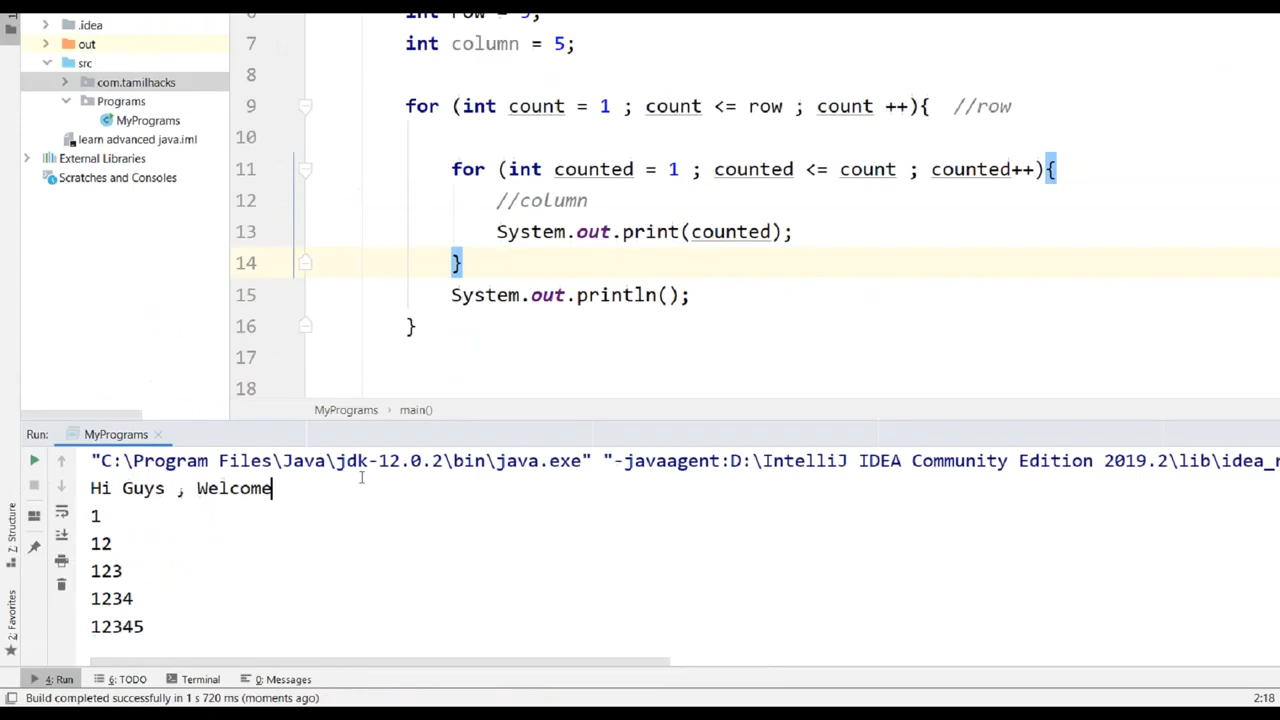 .idea
out
src
com.tamilhacks
Programs
MyPrograms
learn advanced java.iml
External Libraries
Scratches and Consoles
7 int column = 5;
8
9 for (int count = 1 ; count <= row ; count ++){ //row
10
11 for (int counted = 1 ; counted <= count ; counted++){
12 //column
13 System.out.print(counted);
14 }
15 System.out.println();
16 }
17
18
MyPrograms › main()
Run: MyPrograms ×
"C:\Program Files\Java\jdk-12.0.2\bin\java.exe" "-javaagent:D:\IntelliJ IDEA Community Edition 2019.2\lib\idea_r
Hi Guys , Welcome
1
12
123
1234
12345
Z: Structure
2: Favorites
4: Run 6: TODO Terminal 0: Messages
Build completed successfully in 1 s 720 ms (moments ago) 2:18